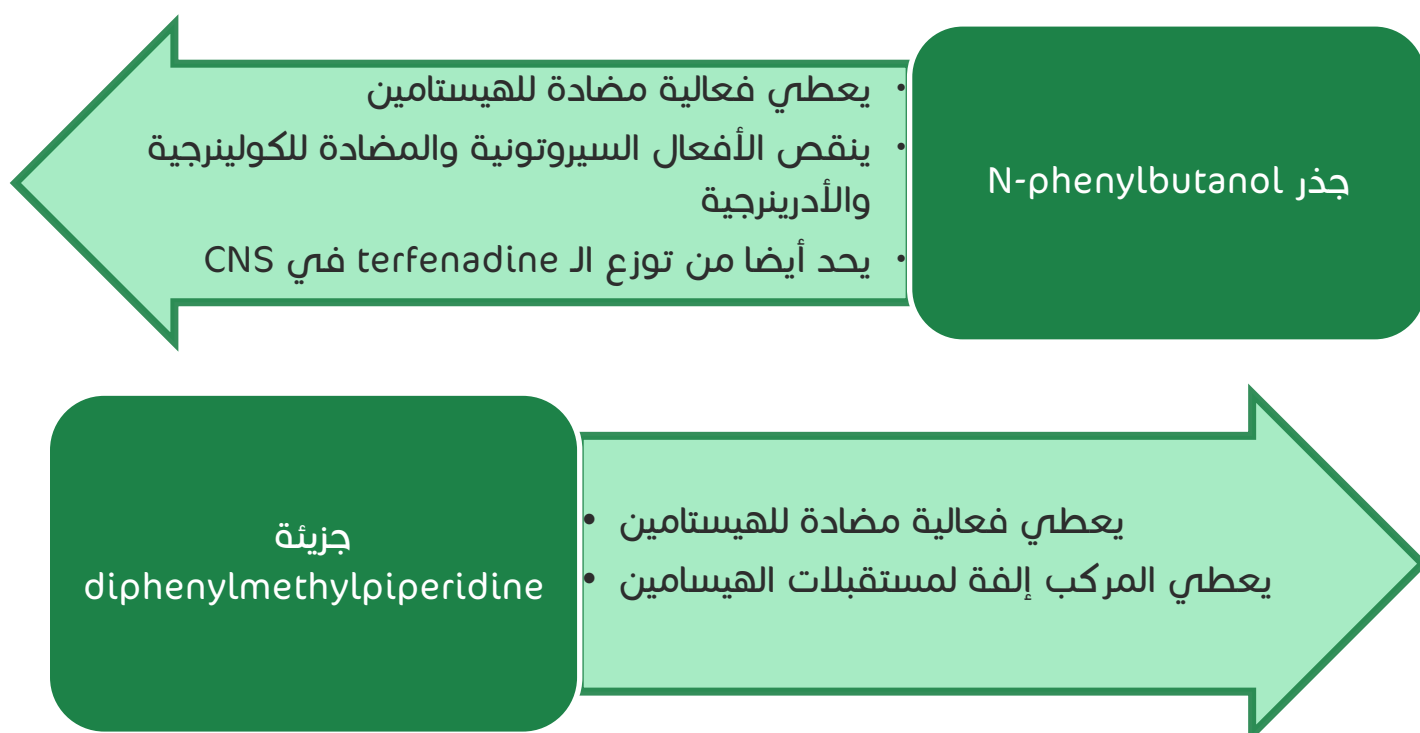 جذر N-phenylbutanol
• يعطي فعالية مضادة للهيستامين
• ينقص الأفعال السيروتونية والمضادة للكولينرجية
والأدرينرجية
• يحد أيضا من توزع الـ terfenadine في CNS
جزيئة
diphenylmethylpiperidine
• يعطي فعالية مضادة للهيستامين
• يعطي المركب إلفة لمستقبلات الهيسامين